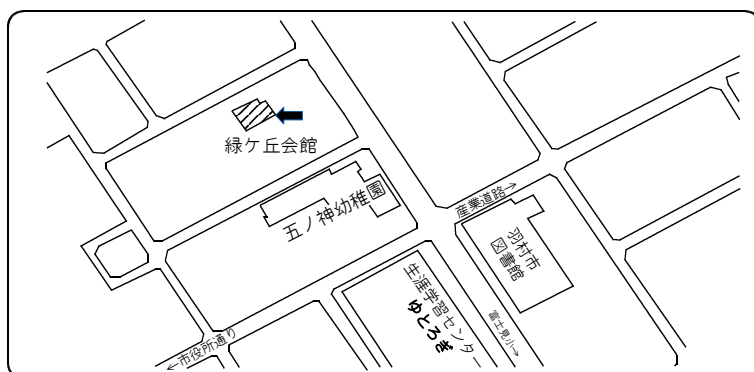 緑ケ丘会館
五ノ神幼稚園
産業道路→
羽村市
図書館
生涯学習センター
ゆとろぎ
富士見小→
←市役所通り